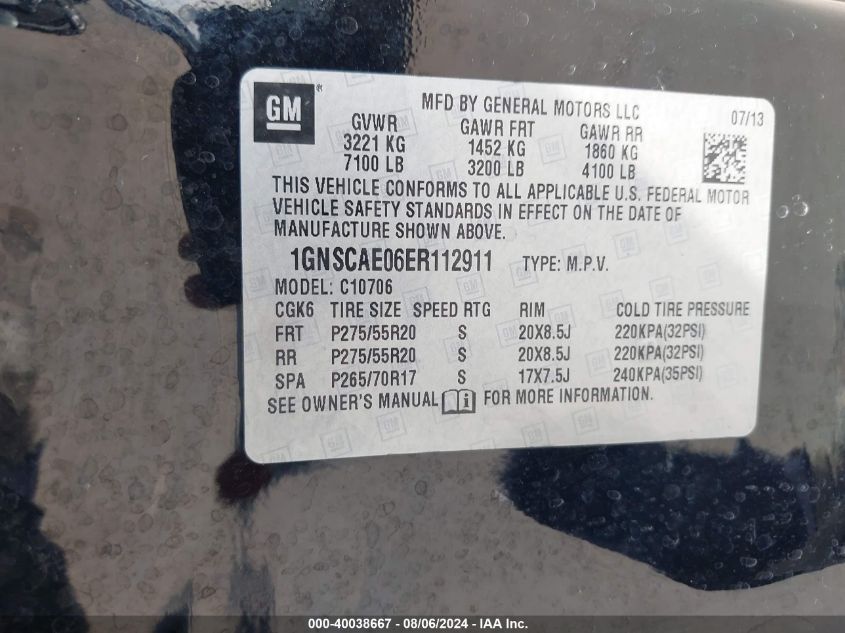 GM
MFD BY GENERAL MOTORS LLC 07/13
GVWR GAWR FRT GAWR RR
3221 KG 1452 KG 1860 KG
7100 LB 3200 LB 4100 LB
THIS VEHICLE CONFORMS TO ALL APPLICABLE U.S. FEDERAL MOTOR
VEHICLE SAFETY STANDARDS IN EFFECT ON THE DATE OF
MANUFACTURE SHOWN ABOVE.
1GNSCAE06ER112911 TYPE: M.P.V.
MODEL: C10706
CGK6 TIRE SIZE SPEED RTG RIM COLD TIRE PRESSURE
FRT P275/55R20 S 20X8.5J 220KPA(32PSI)
RR P275/55R20 S 20X8.5J 220KPA(32PSI)
SPA P265/70R17 S 17X7.5J 240KPA(35PSI)
SEE OWNER'S MANUAL FOR MORE INFORMATION.
000-40038667 - 08/06/2024 - IAA Inc.